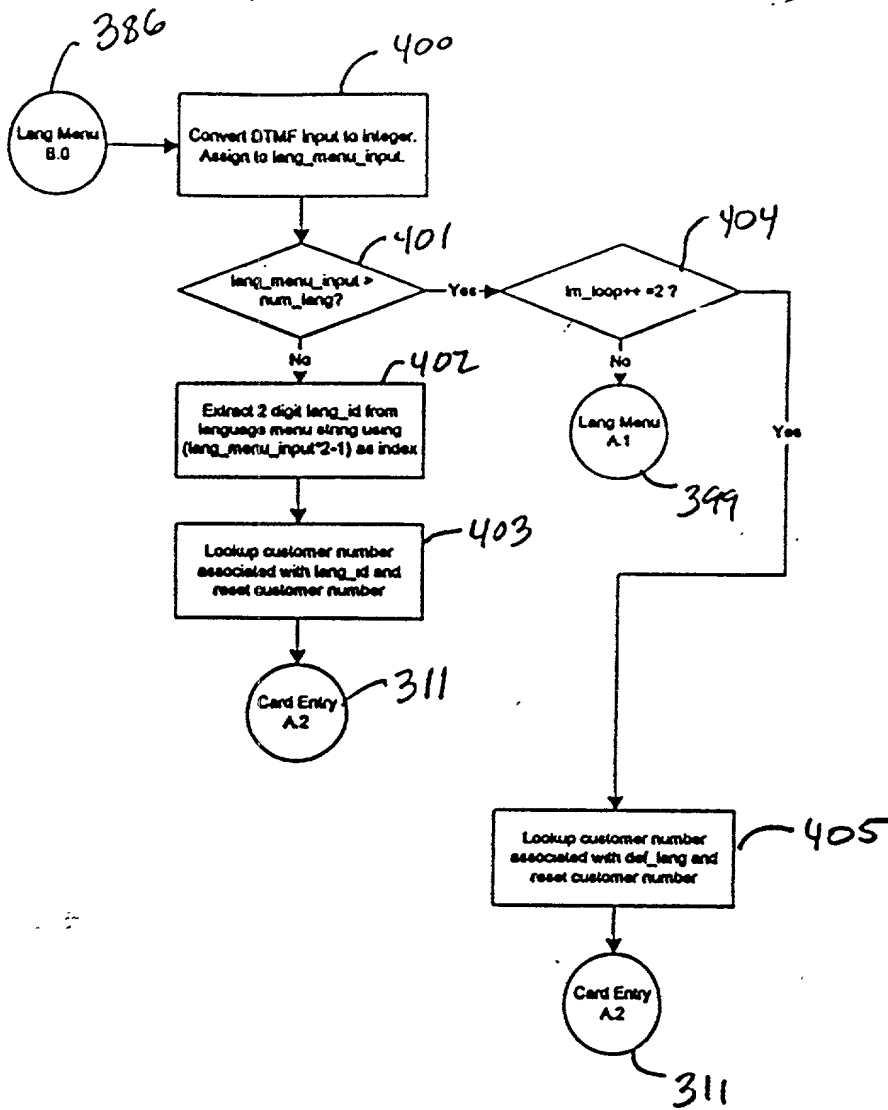 386
400
Lang Menu
B.0
Convert DTMF Input to Integer.
Assign to lang_menu_input.
401
lang_menu_input >
num_lang?
Yes
404
lm_loop++ =2 ?
No
402
No
Extract 2 digit lang_id from
language menu string using
(lang_menu_input*2-1) as index
Lang Menu
A.1
Yes
399
403
Lookup customer number
associated with lang_id and
reset customer number
Card Entry
A.2
311
Lookup customer number
associated with def_lang and
reset customer number
405
Card Entry
A.2
311